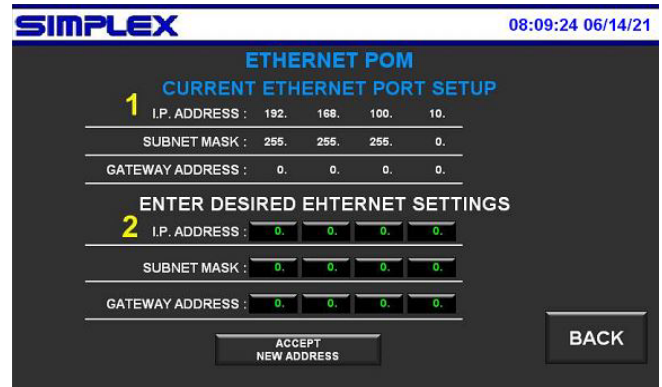 SIMPLEX 08:09:24 06/14/21
ETHERNET POM
CURRENT ETHERNET PORT SETUP
1 I.P. ADDRESS : 192. 168. 100. 10.
SUBNET MASK : 255. 255. 255. 0.
GATEWAY ADDRESS : 0. 0. 0. 0.
ENTER DESIRED EHTERNET SETTINGS
2 I.P. ADDRESS : 0. 0. 0. 0.
SUBNET MASK : 0. 0. 0. 0.
GATEWAY ADDRESS : 0. 0. 0. 0.
ACCEPT
NEW ADDRESS
BACK